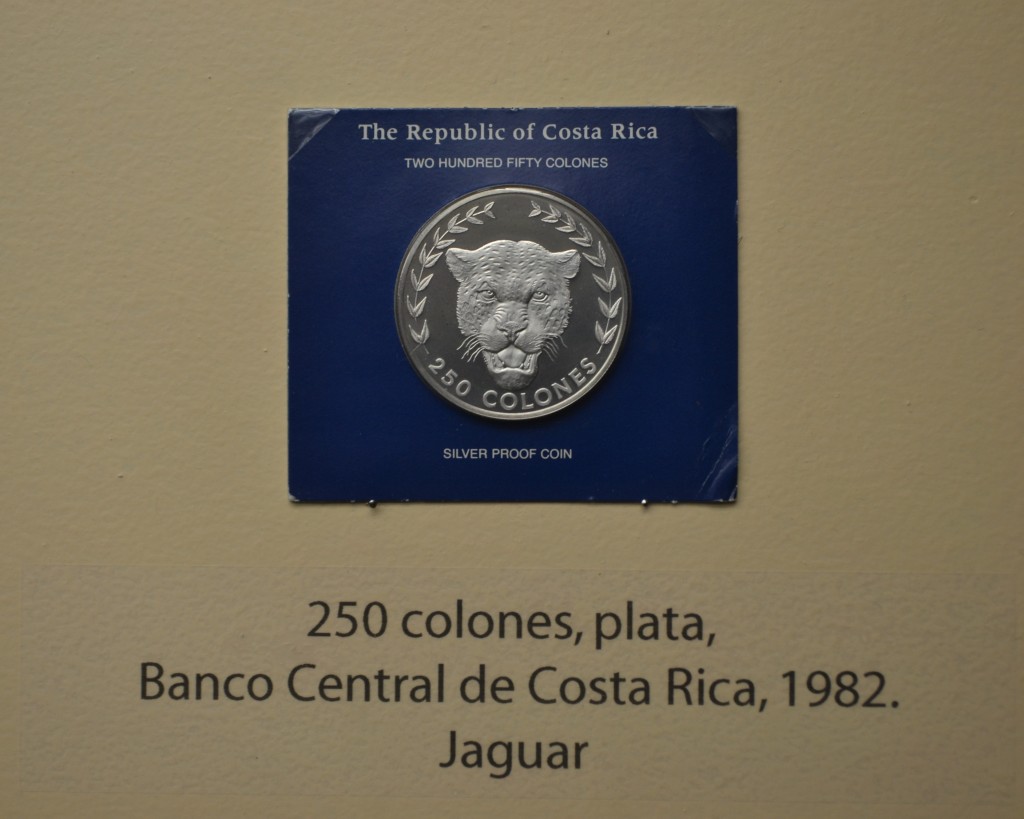 The Republic of Costa Rica
TWO HUNDRED FIFTY COLONES
250 COLONES
SILVER PROOF COIN
250 colones, plata,
Banco Central de Costa Rica, 1982.
Jaguar